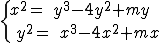 x²= y³-4y²+my
y²= x³-4x²+mx